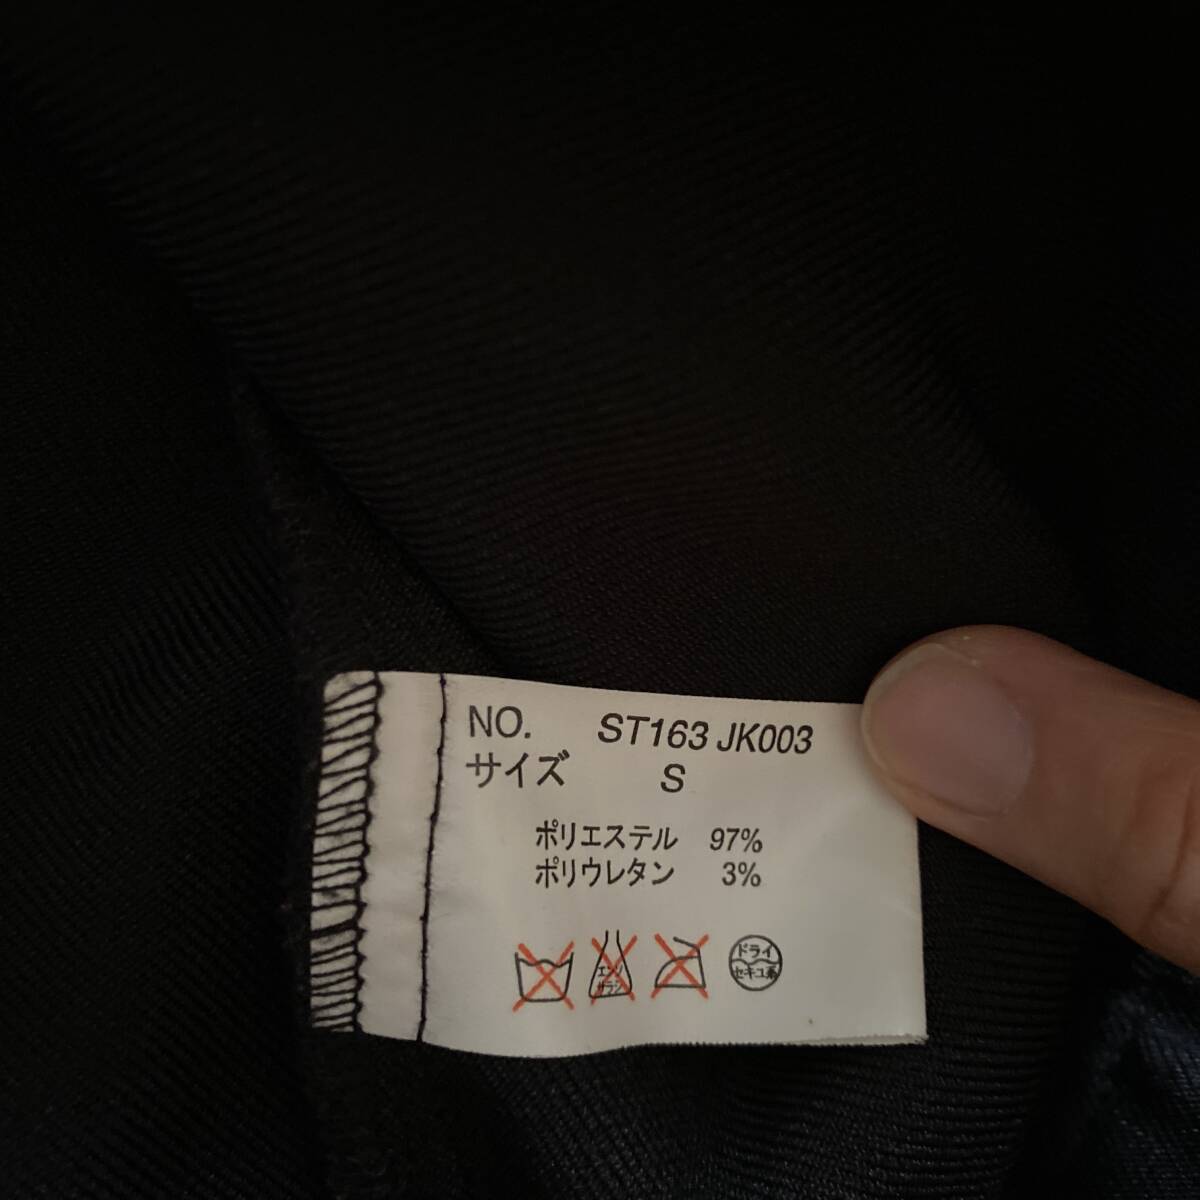 NO. ST163 JK003
サイズ S
ポリエステル 97%
ポリウレタン 3%
エンソ
サラシ
ドライ
セキユ系